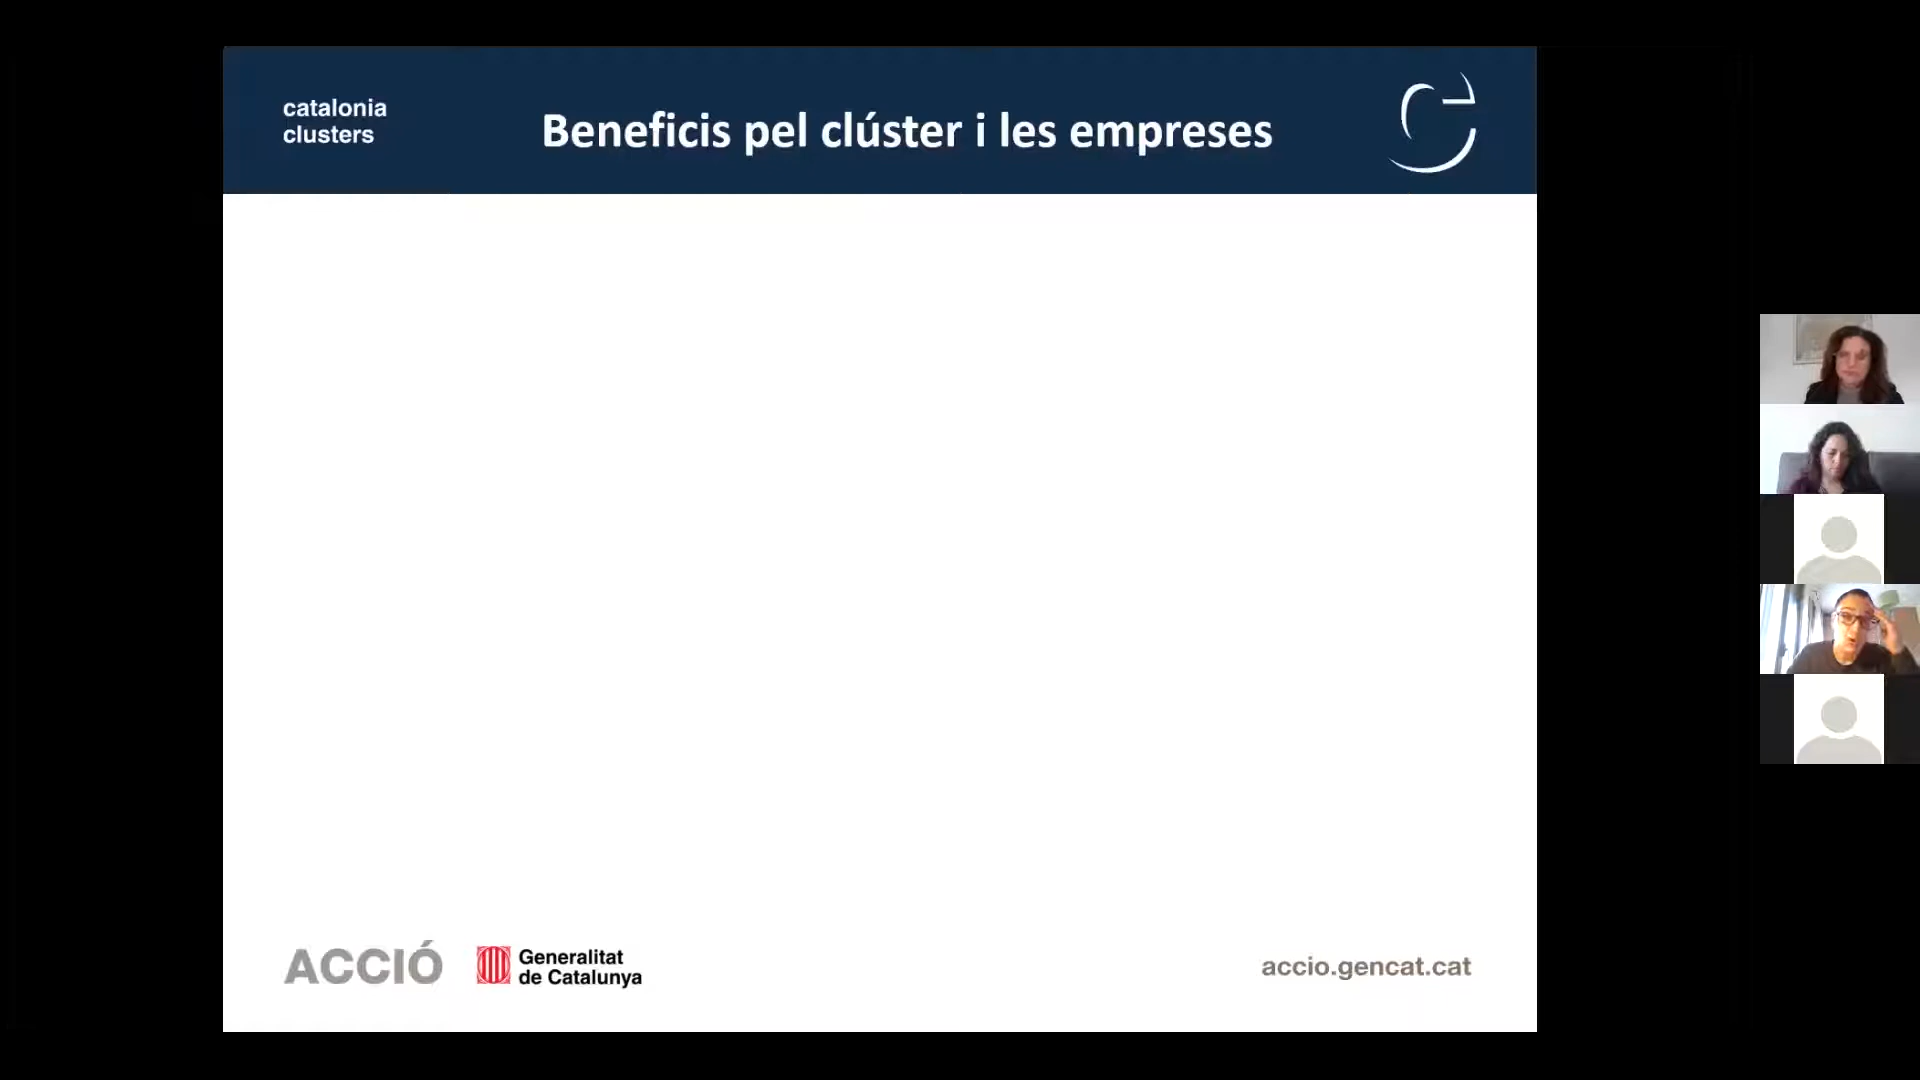 catalonia
clusters
Beneficis pel clúster i les empreses
ACCIÓ
Generalitat
de Catalunya
accio.gencat.cat